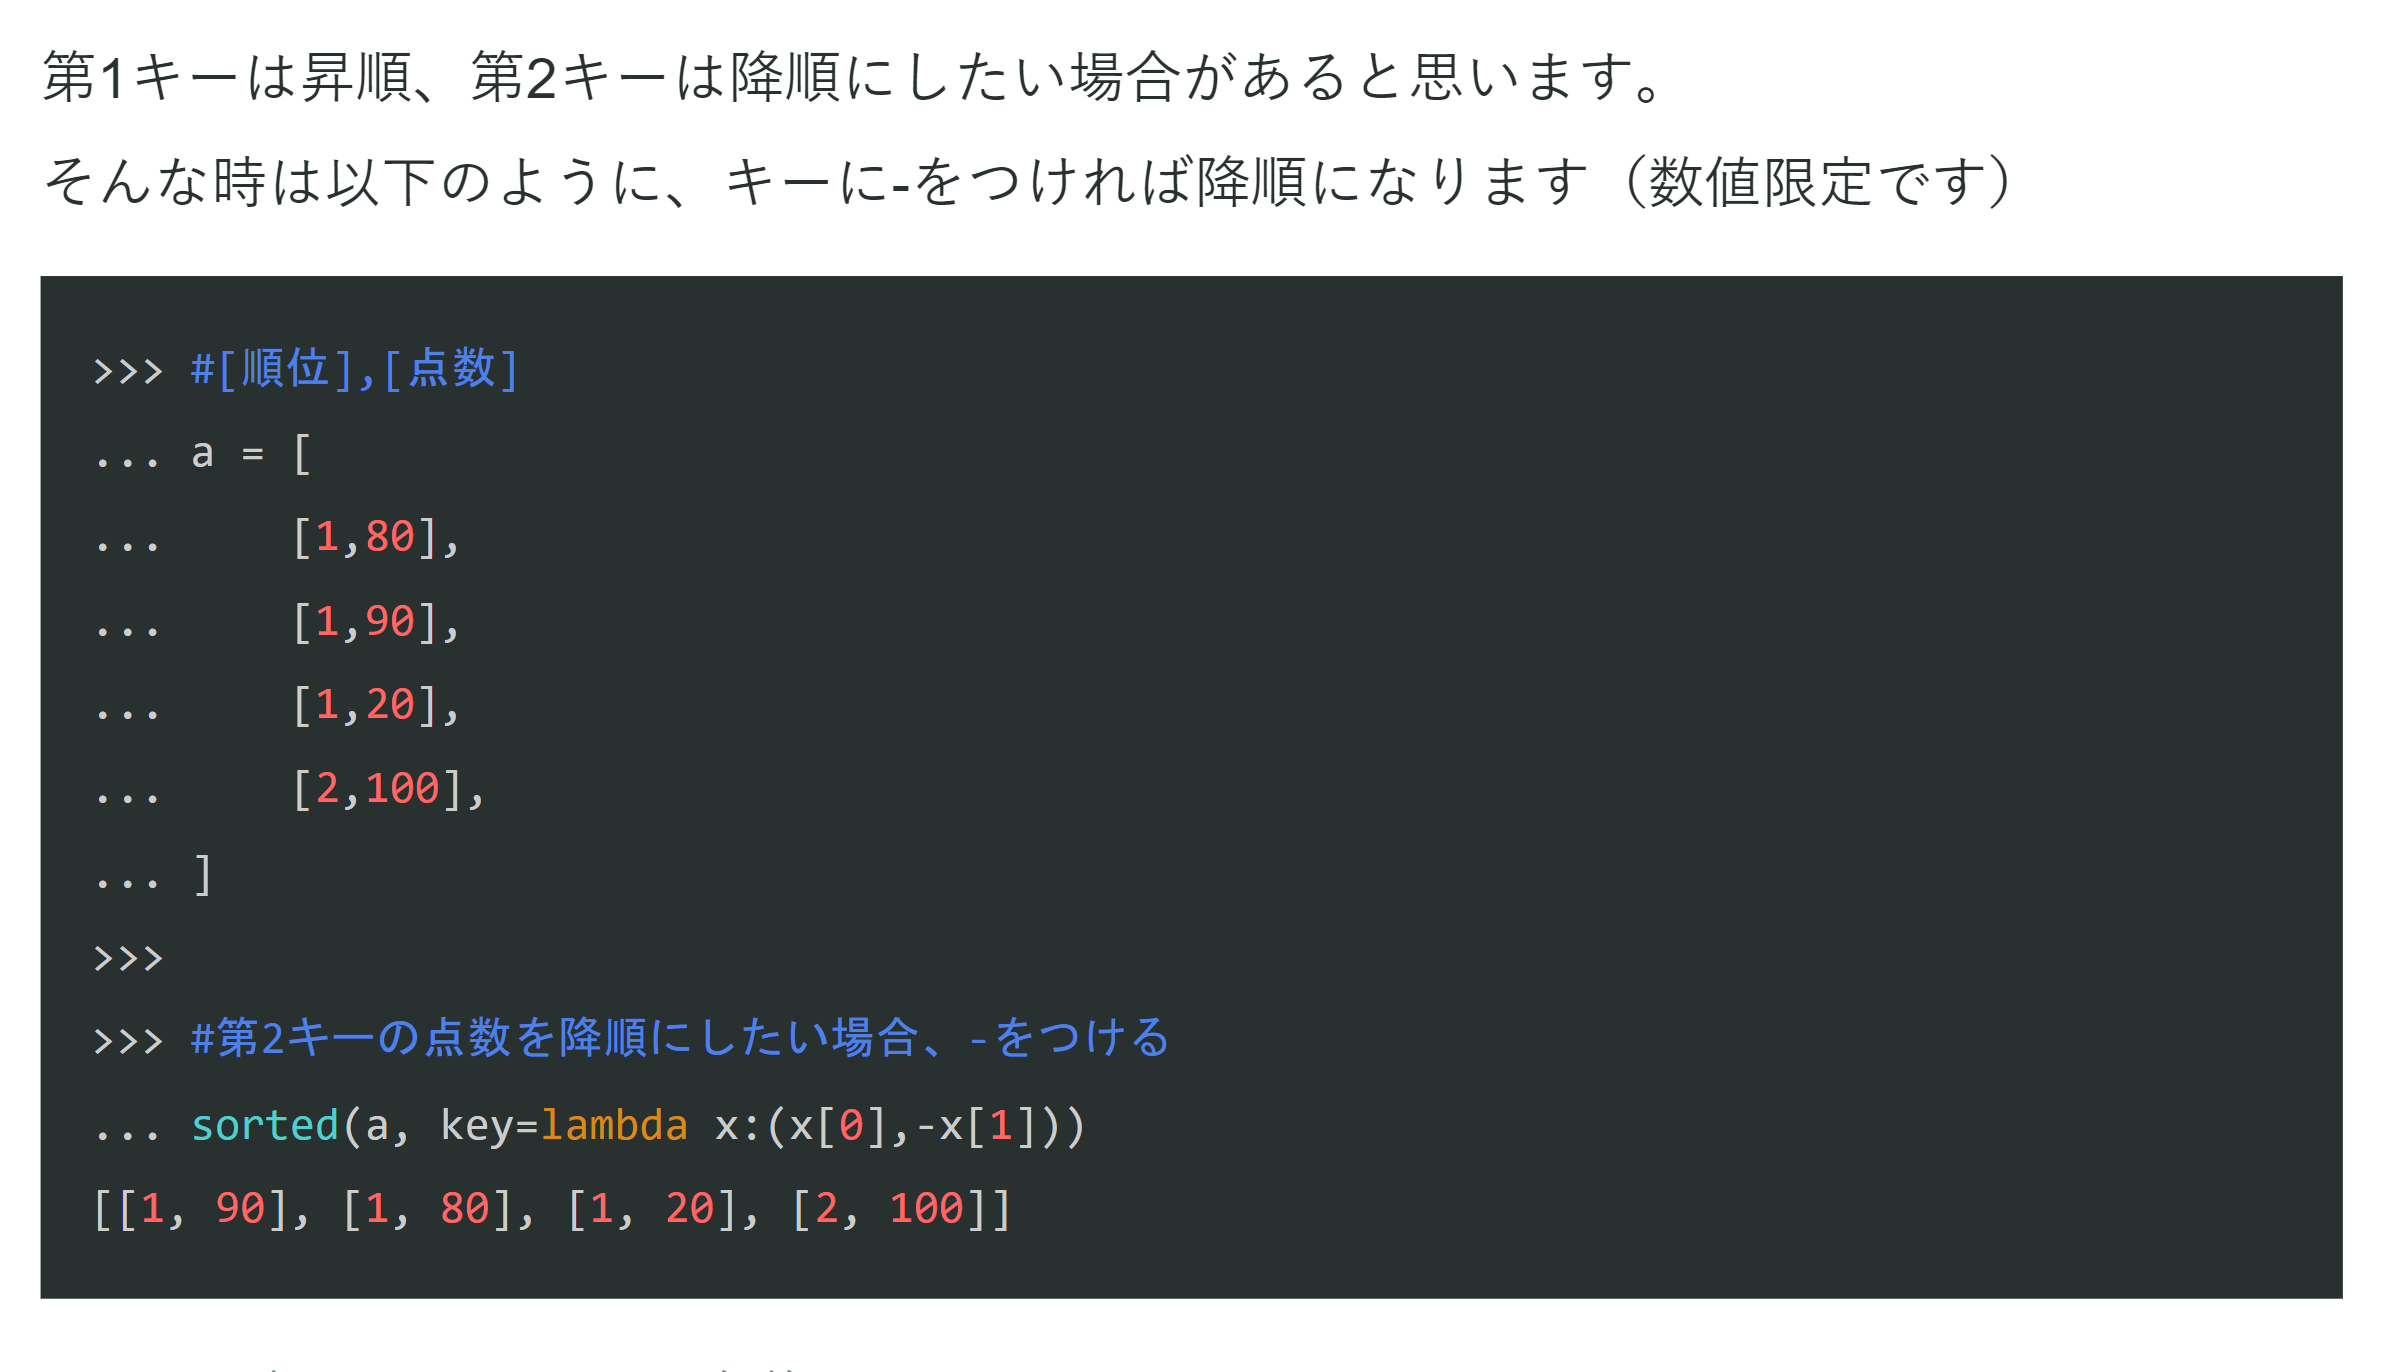 第1キーは昇順、第2キーは降順にしたい場合があると思います。
そんな時は以下のように、キーに-をつければ降順になります（数値限定です）
>>> #[順位],[点数]
... a = [
...     [1,80],
...     [1,90],
...     [1,20],
...     [2,100],
... ]
>>>
>>> #第2キーの点数を降順にしたい場合、-をつける
... sorted(a, key=lambda x:(x[0],-x[1]))
[[1, 90], [1, 80], [1, 20], [2, 100]]